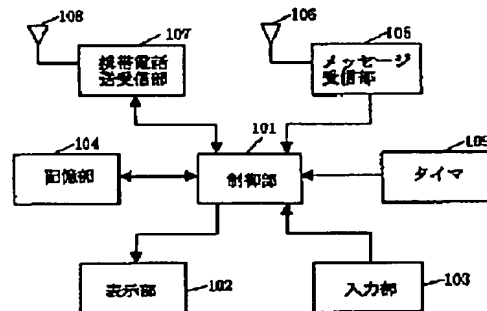 108
107
携帯電話
送受信部
106
105
メッセージ
受信部
101
制御部
104
記憶部
109
タイマ
表示部
102
入力部
103